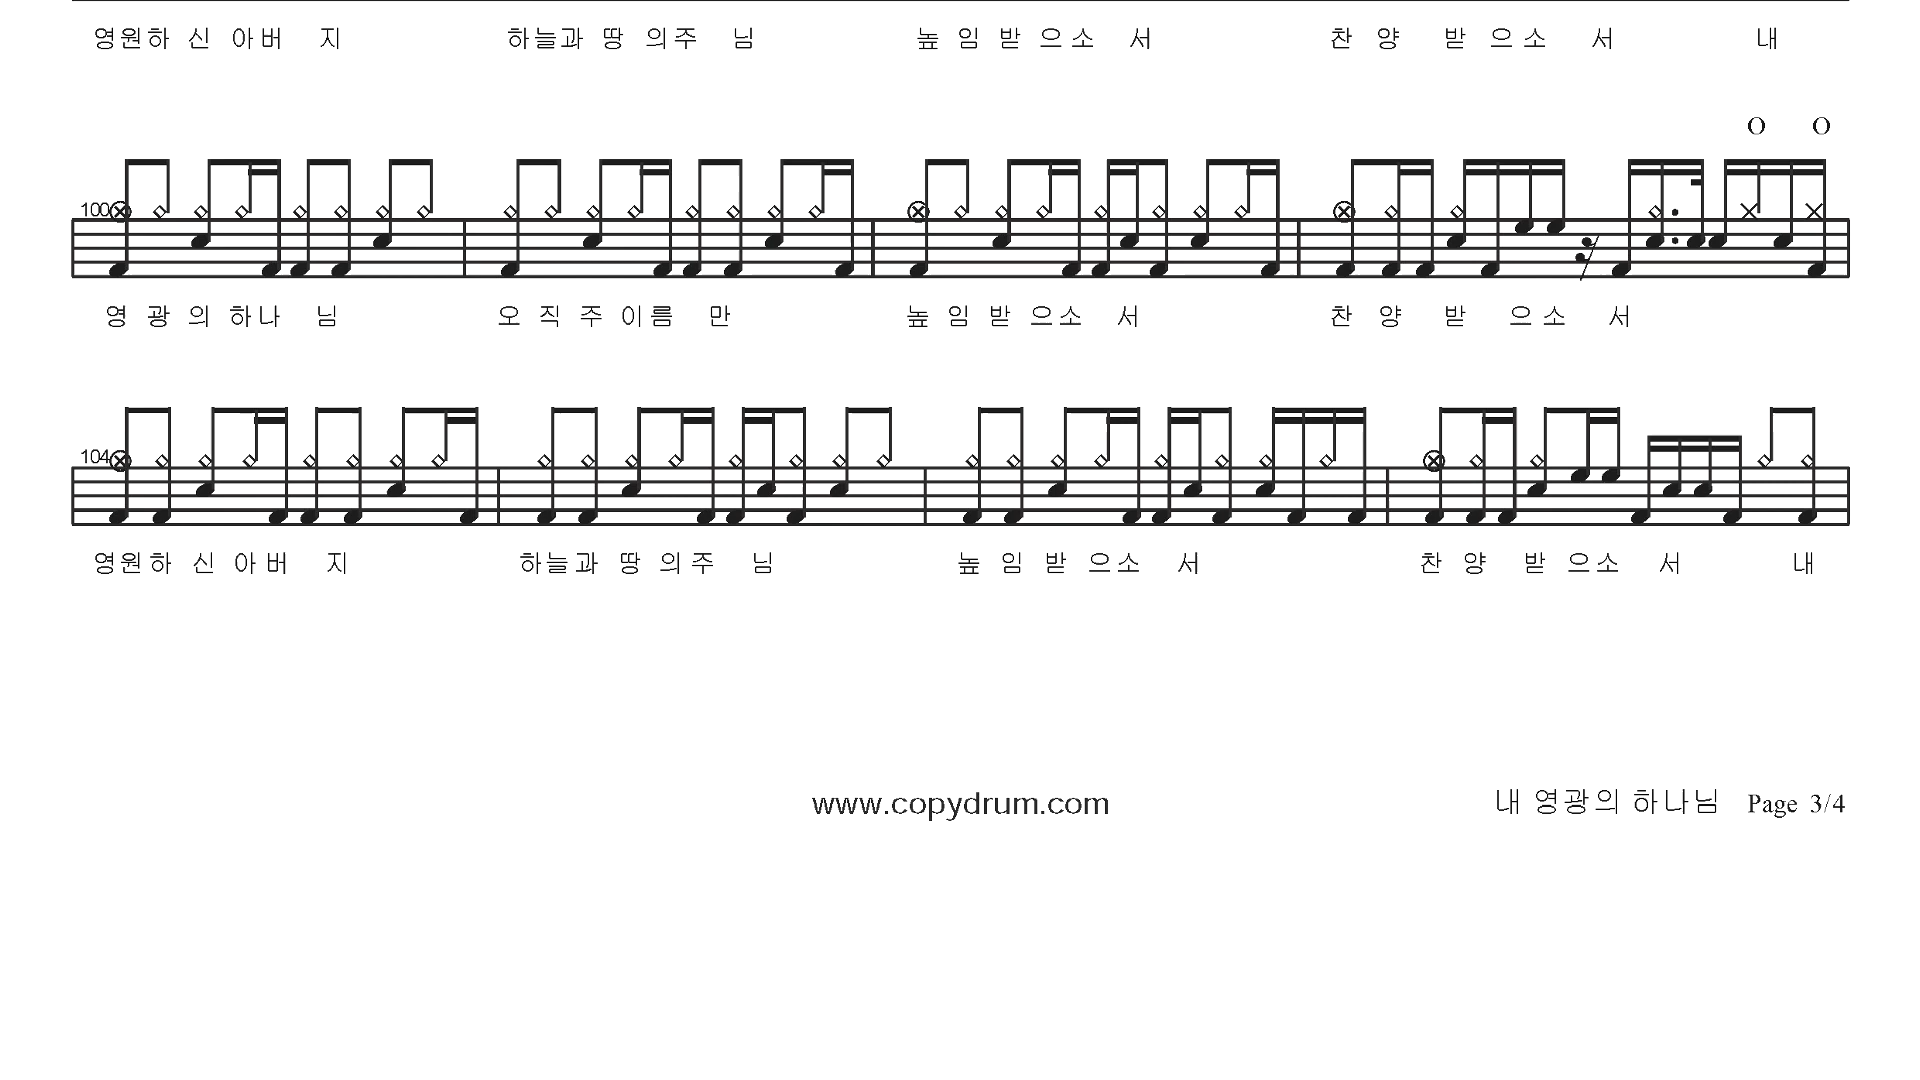 영원하 신 아버 지 하늘과 땅 의주 님 높 임 받 으소 서 찬 양 받 으소 서 내
O O
100
영 광 의 하나 님 오 직 주 이름 만 높 임 받 으소 서 찬 양 받 으소 서
104
영원하 신 아버 지 하늘과 땅 의주 님 높 임 받 으소 서 찬 양 받 으소 서 내
www.copydrum.com 내 영광의 하나님 Page 3/4